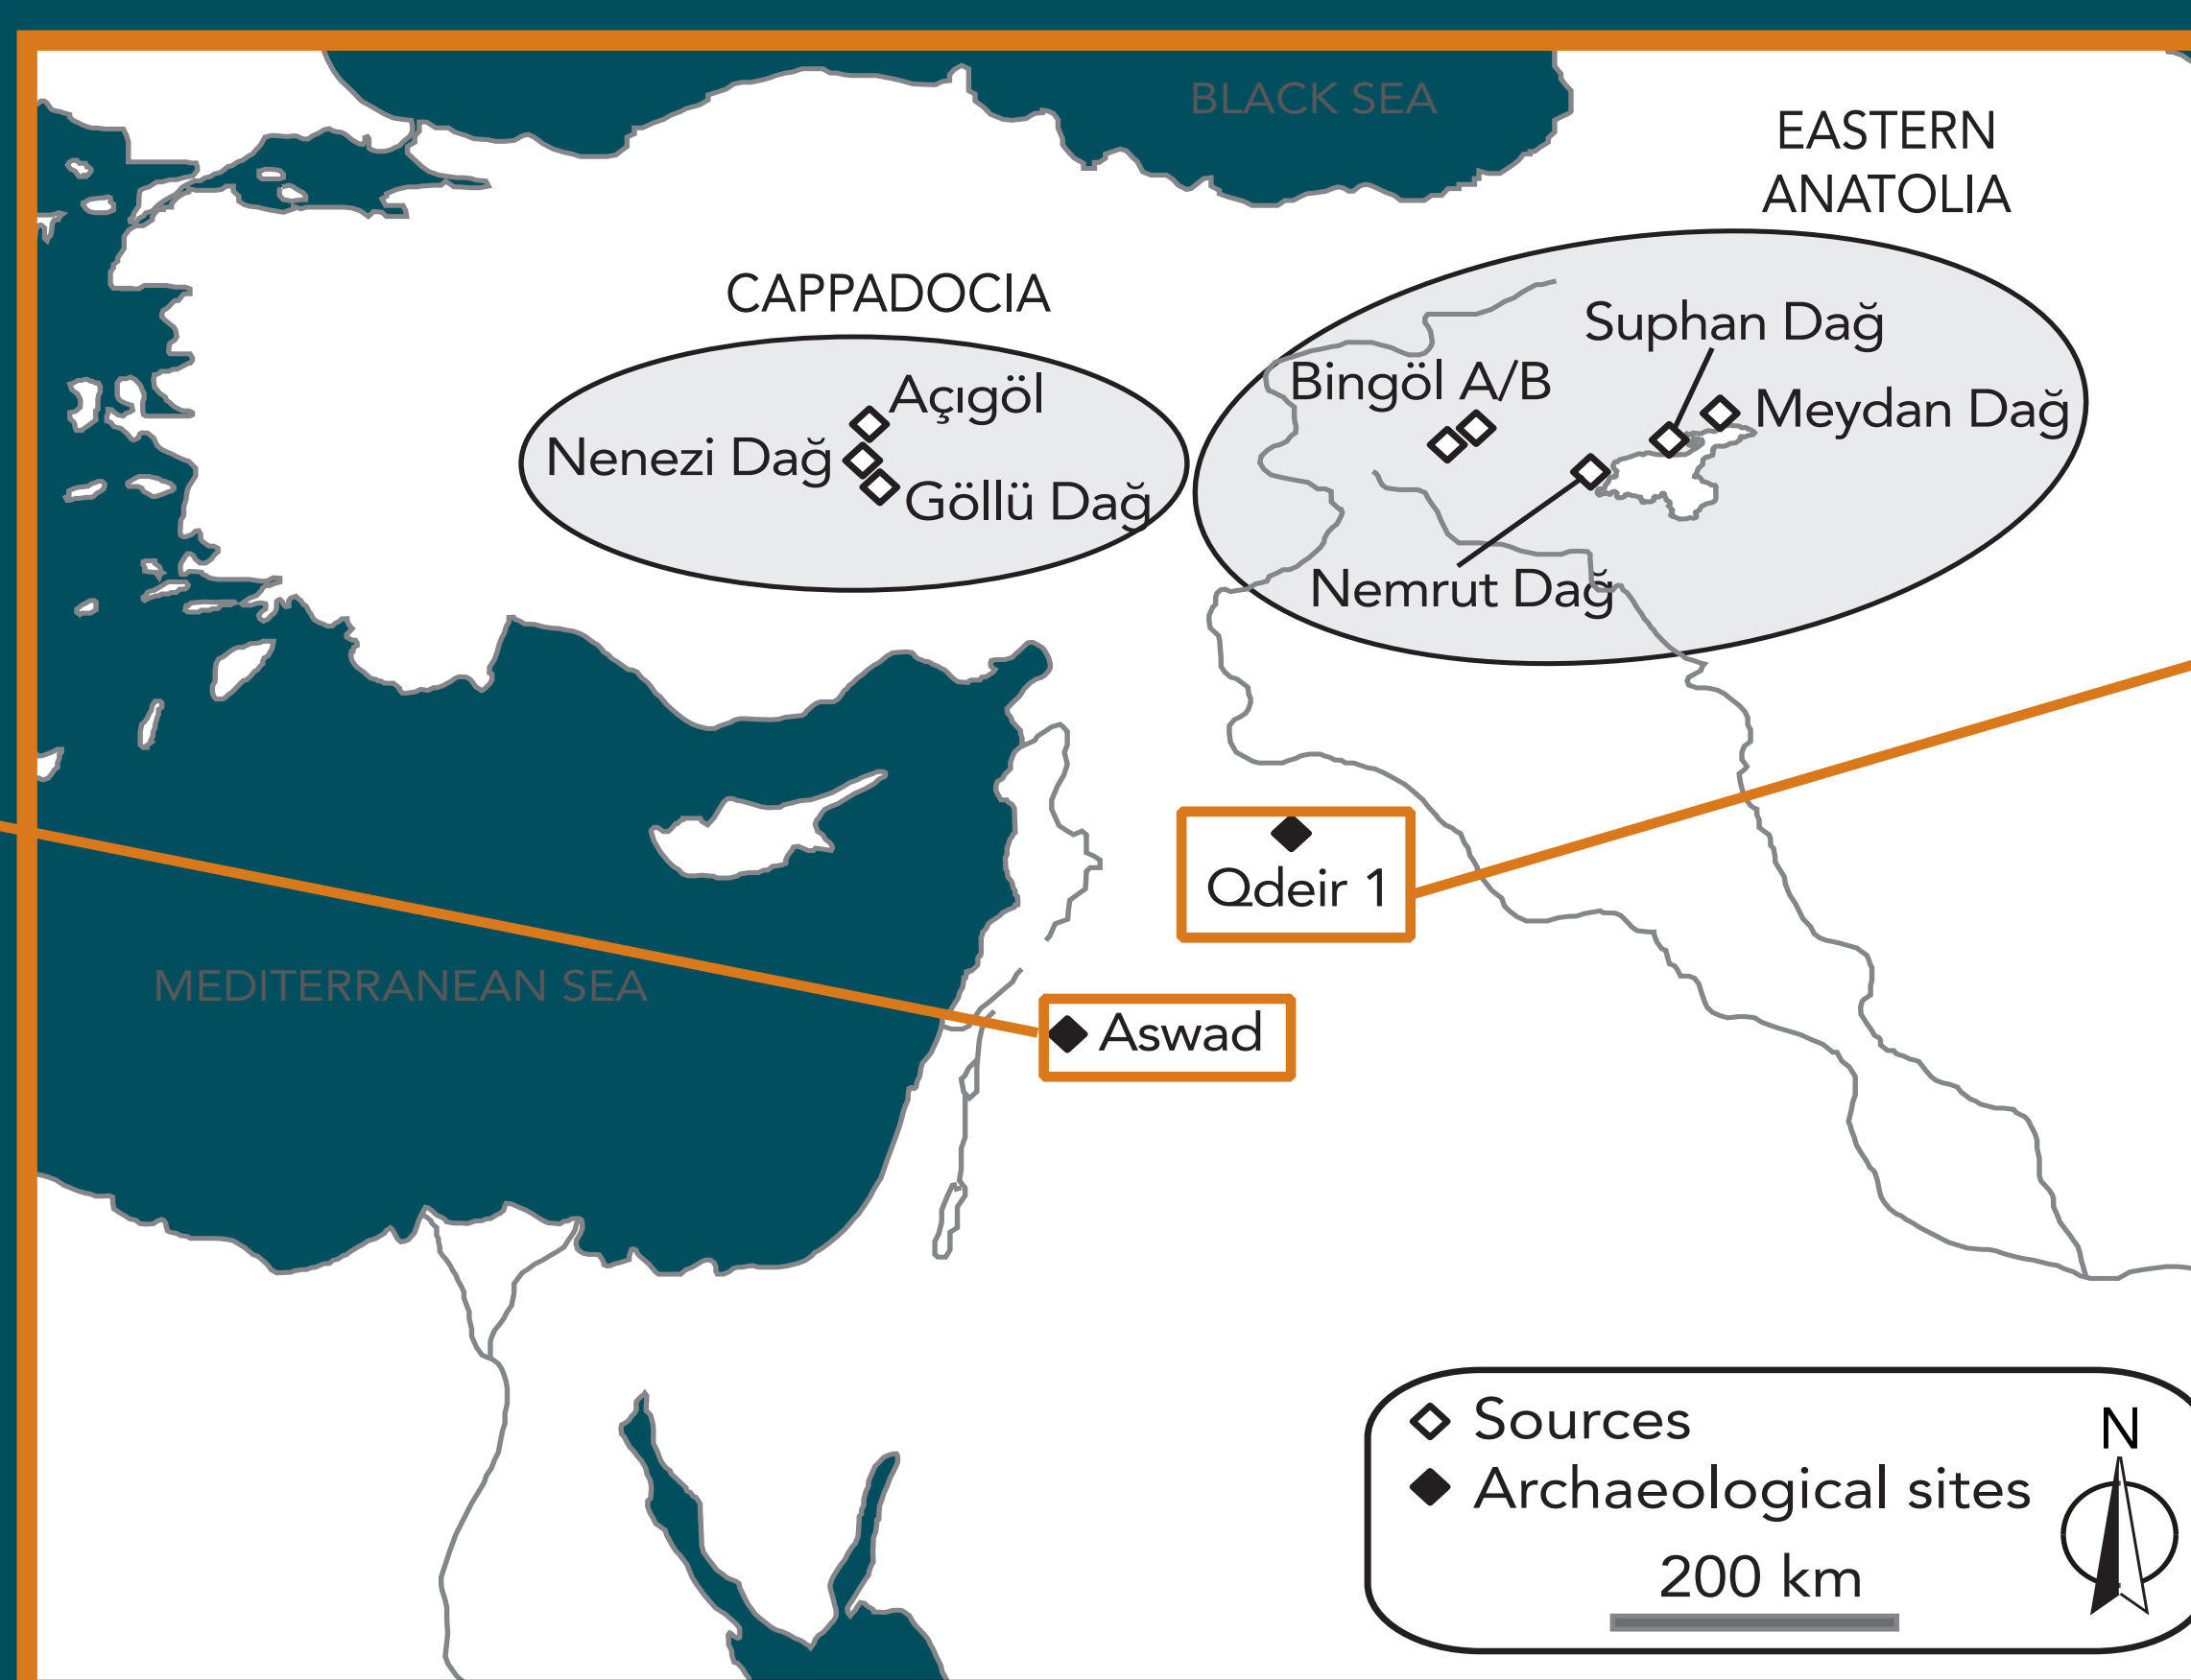 BLACK SEA
EASTERN
ANATOLIA
CAPPADOCIA
Suphan Dağ
Bingöl A/B
Açıgöl
Meydan Dağ
Nenezi Dağ
Göllü Dağ
Nemrut Dağ
Qdeir 1
MEDITERRANEAN SEA
Aswad
Sources
N
Archaeological sites
200 km